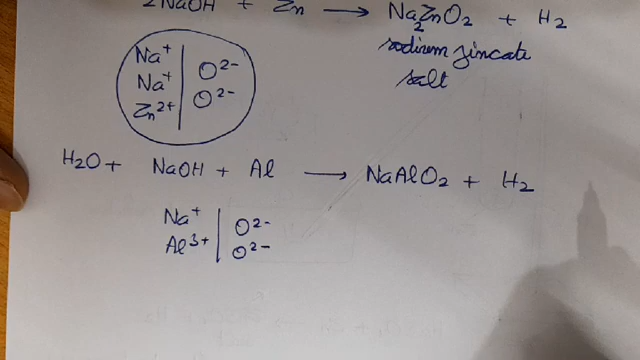 2NaOH + Zn → Na₂ZnO₂ + H₂
sodium zincate
salt
Na⁺ | O²⁻
Na⁺ | O²⁻
Zn²⁺ |
H₂O + NaOH + Al → NaAlO₂ + H₂
Na⁺ | O²⁻
Al³⁺ | O²⁻